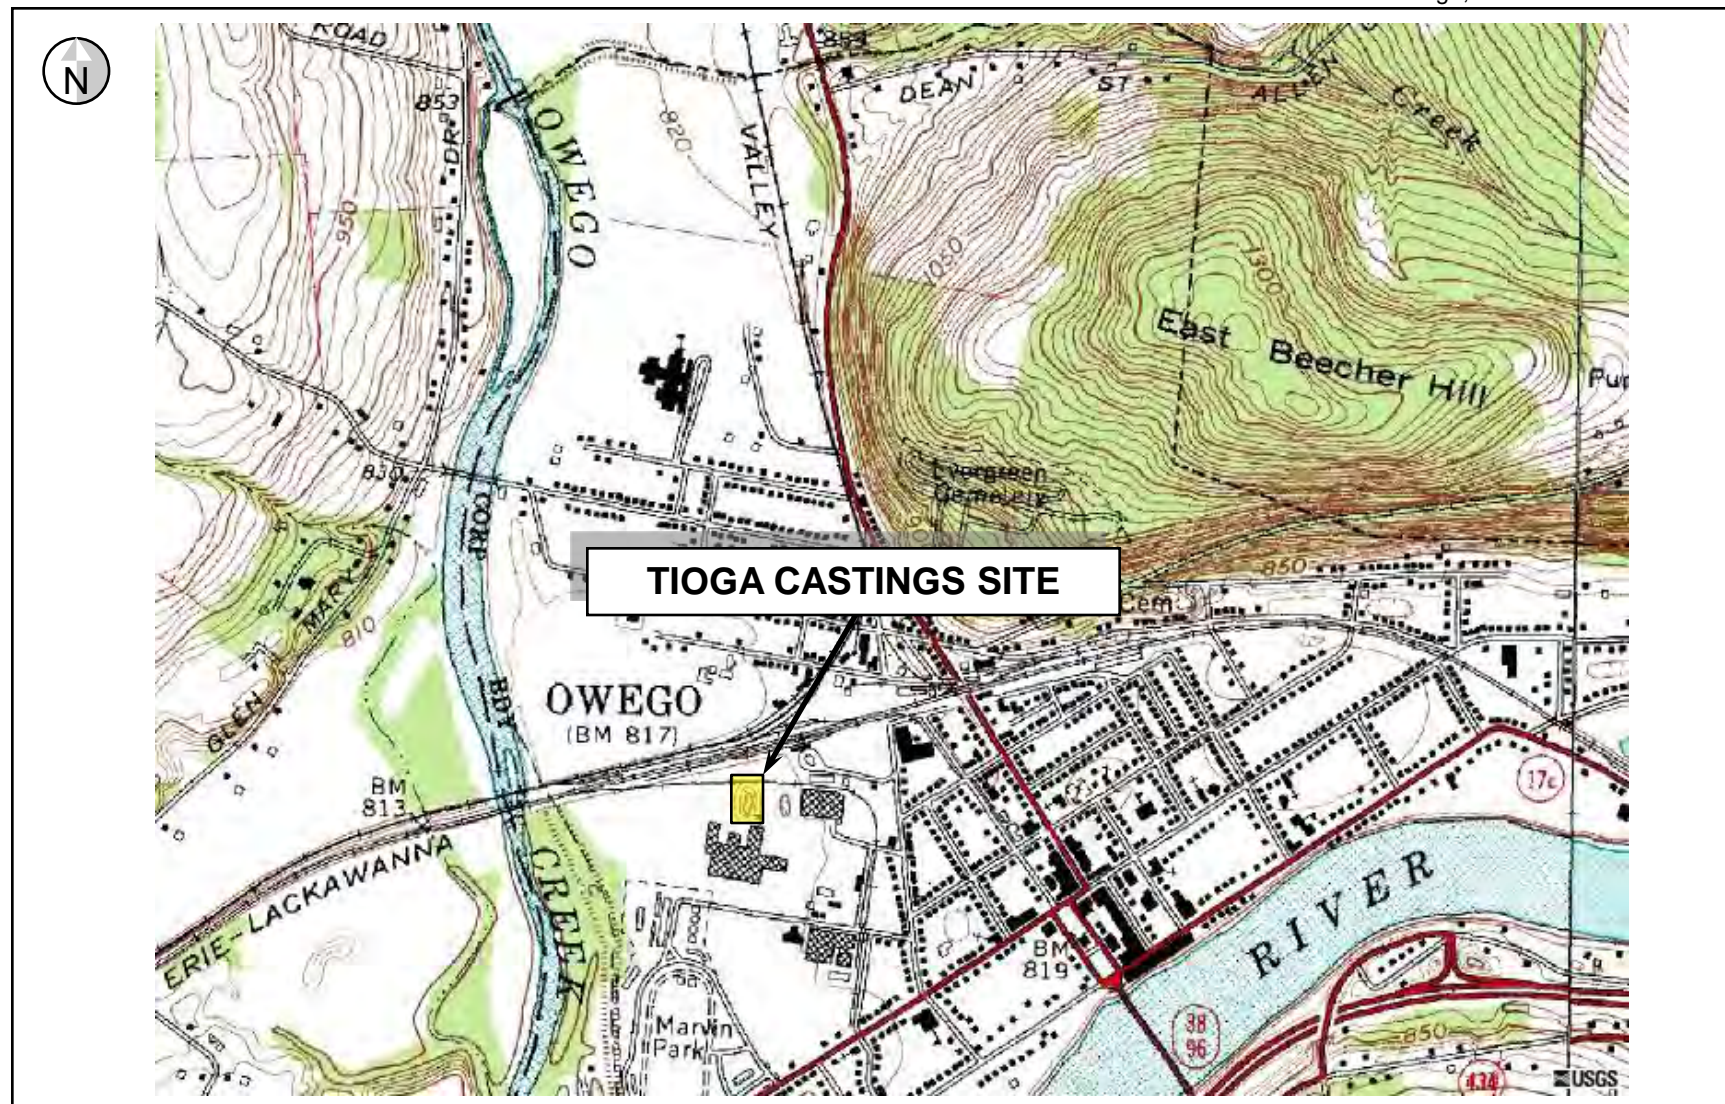 N
ROAD
853
DR
OWEGO
820
VALLEY
DEAN
ST
ALLEN
Creek
950
1050
1300
East Beecher Hill
830
CORP
Evergreen
Cemetery
TIOGA CASTINGS SITE
850
Cem
MARY
GLEN
810
OWEGO
(BM 817)
BDY
BM
813
17c
ERIE-LACKAWANNA
CREEK
RIVER
BM
819
Marvin
Park
38
96
850
434
USGS